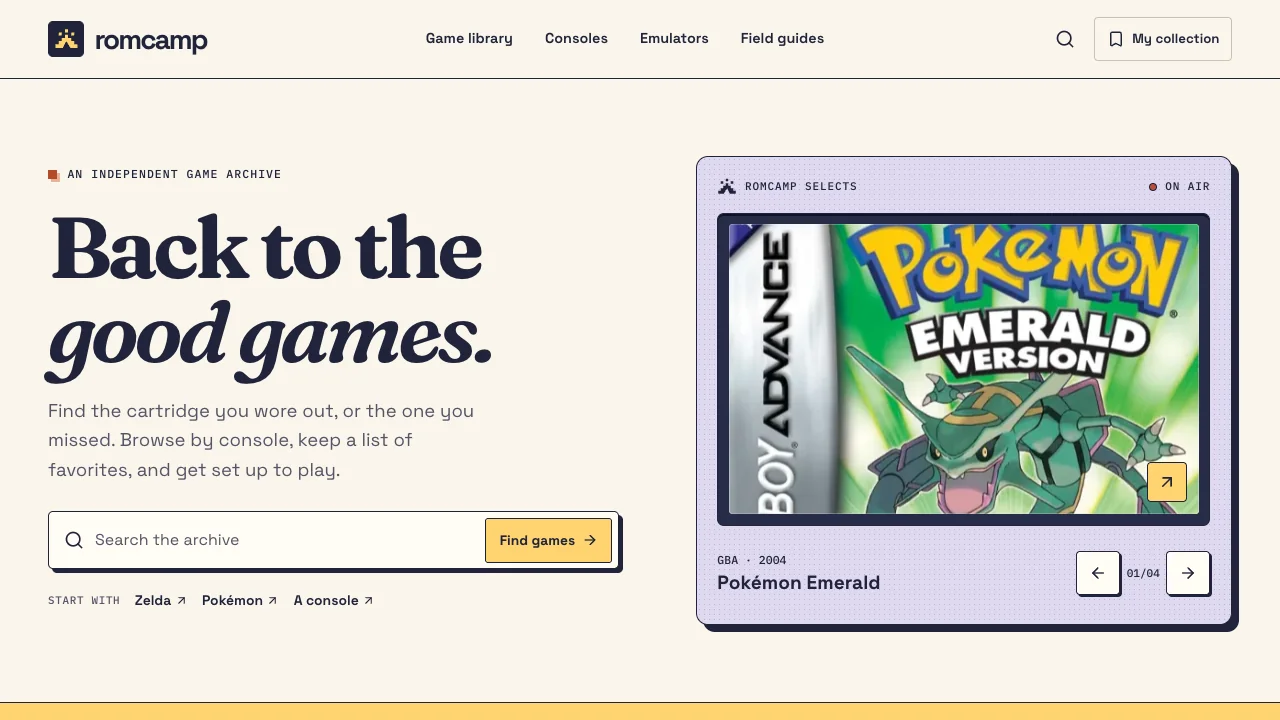 romcamp
Game library
Consoles
Emulators
Field guides
My collection
AN INDEPENDENT GAME ARCHIVE
Back to the
good games.
Find the cartridge you wore out, or the one you
missed. Browse by console, keep a list of
favorites, and get set up to play.
Search the archive
Find games
START WITH
Zelda
Pokémon
A console
ROMCAMP SELECTS
ON AIR
BOY ADVANCE
POKéMON
EMERALD
VERSION
GBA · 2004
Pokémon Emerald
01/04